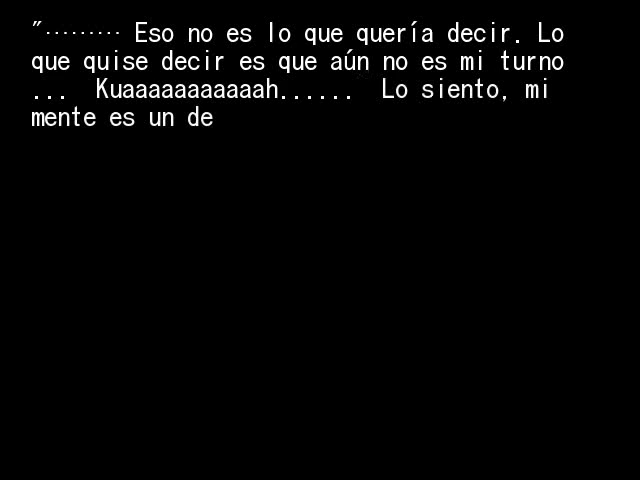 "········· Eso no es lo que quería decir. Lo
que quise decir es que aún no es mi turno
... Kuaaaaaaaaaaah...... Lo siento, mi
mente es un de